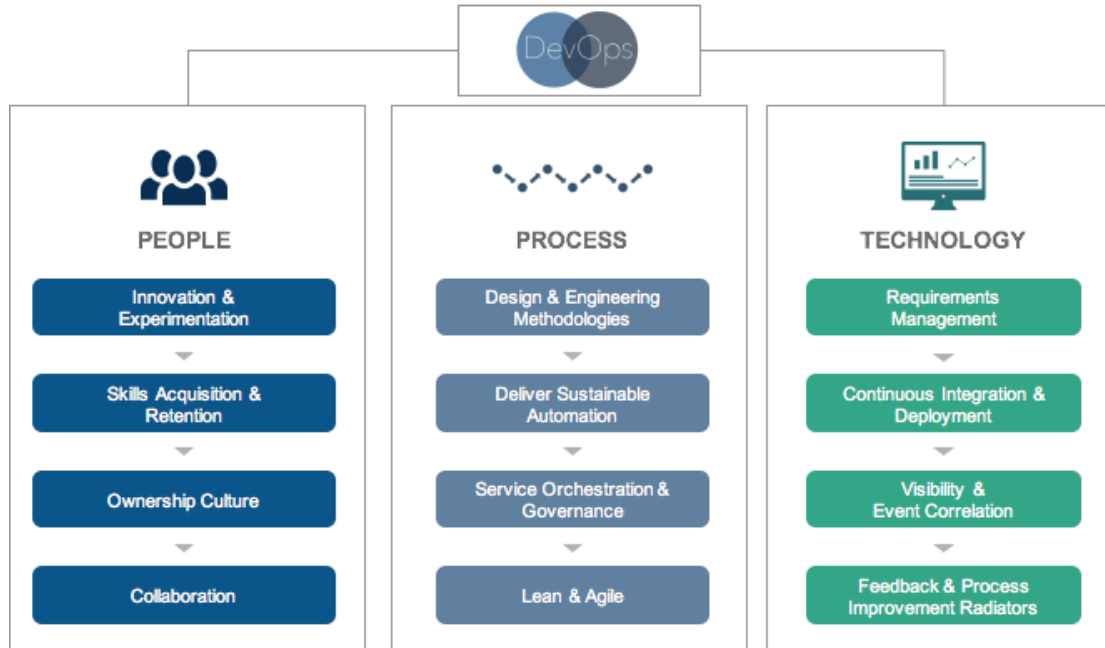 DevOps
PEOPLE
Innovation &
Experimentation
Skills Acquisition &
Retention
Ownership Culture
Collaboration
PROCESS
Design & Engineering
Methodologies
Deliver Sustainable
Automation
Service Orchestration &
Governance
Lean & Agile
TECHNOLOGY
Requirements
Management
Continuous Integration &
Deployment
Visibility &
Event Correlation
Feedback & Process
Improvement Radiators